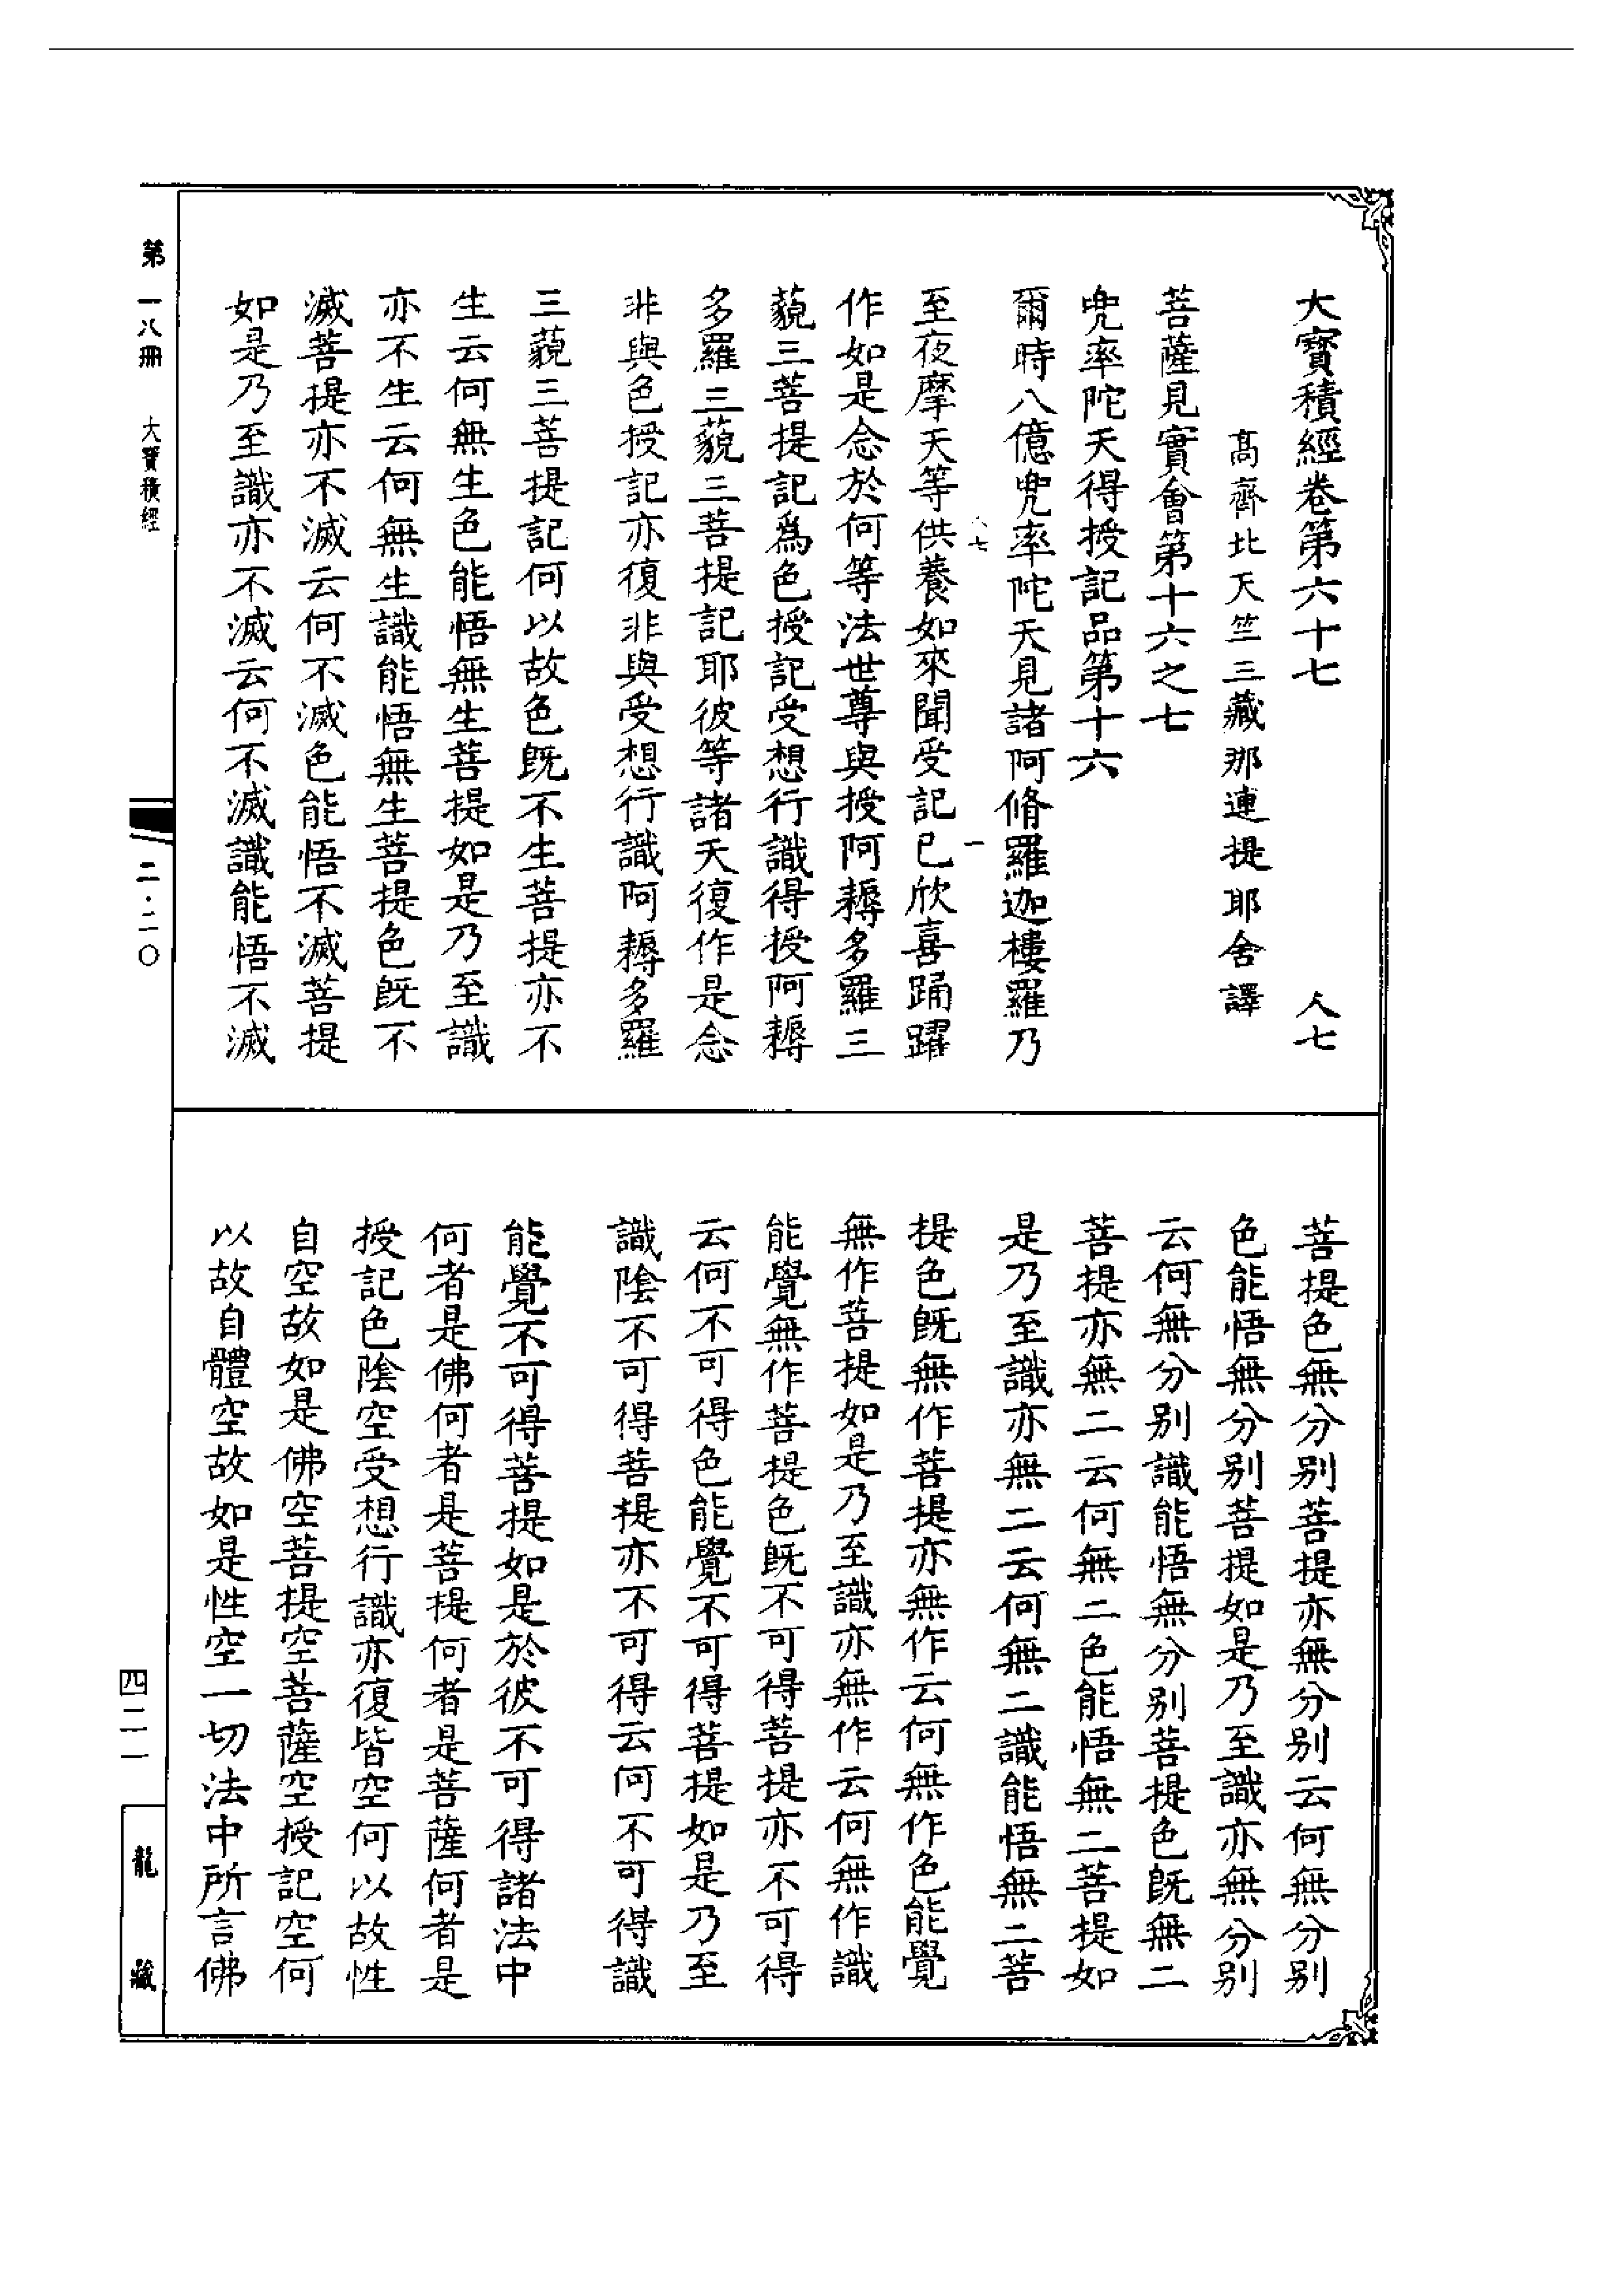 大寶積經卷第六十七　人七
高齊北天竺三藏那連提耶舍譯
菩薩見實會第十六之七
兜率陀天得授記品第十六
爾時八億兜率陀天見諸阿脩羅迦樓羅乃
至夜摩天等供養如來聞受記已欣喜踊躍
作如是念於何等法世尊與授阿耨多羅三
藐三菩提記爲色授記受想行識得授阿耨
多羅三藐三菩提記耶彼等諸天復作是念
非與色授記亦復非與受想行識阿耨多羅
三藐三菩提記何以故色既不生菩提亦不
生云何無生色能悟無生菩提如是乃至識
亦不生云何無生識能悟無生菩提色既不
滅菩提亦不滅云何不滅色能悟不滅菩提
如是乃至識亦不滅云何不滅識能悟不滅
菩提色無分別菩提亦無分別云何無分別
色能悟無分別菩提如是乃至識亦無分別
云何無分別識能悟無分別菩提色既無二
菩提亦無二云何無二色能悟無二菩提如
是乃至識亦無二云何無二識能悟無二菩
提色既無作菩提亦無作云何無作色能覺
無作菩提如是乃至識亦無作云何無作識
能覺無作菩提色既不可得菩提亦不可得
云何不可得色能覺不可得菩提如是乃至
識陰不可得菩提亦不可得云何不可得識
能覺不可得菩提如是於彼不可得諸法中
何者是佛何者是菩提何者是菩薩何者是
授記色陰空受想行識亦復皆空何以故性
自空故如是佛空菩提空菩薩空授記空何
以故自體空故如是性空一切法中所言佛
人七　一
第一八冊　大寶積經
二·二〇
四二一
龍藏